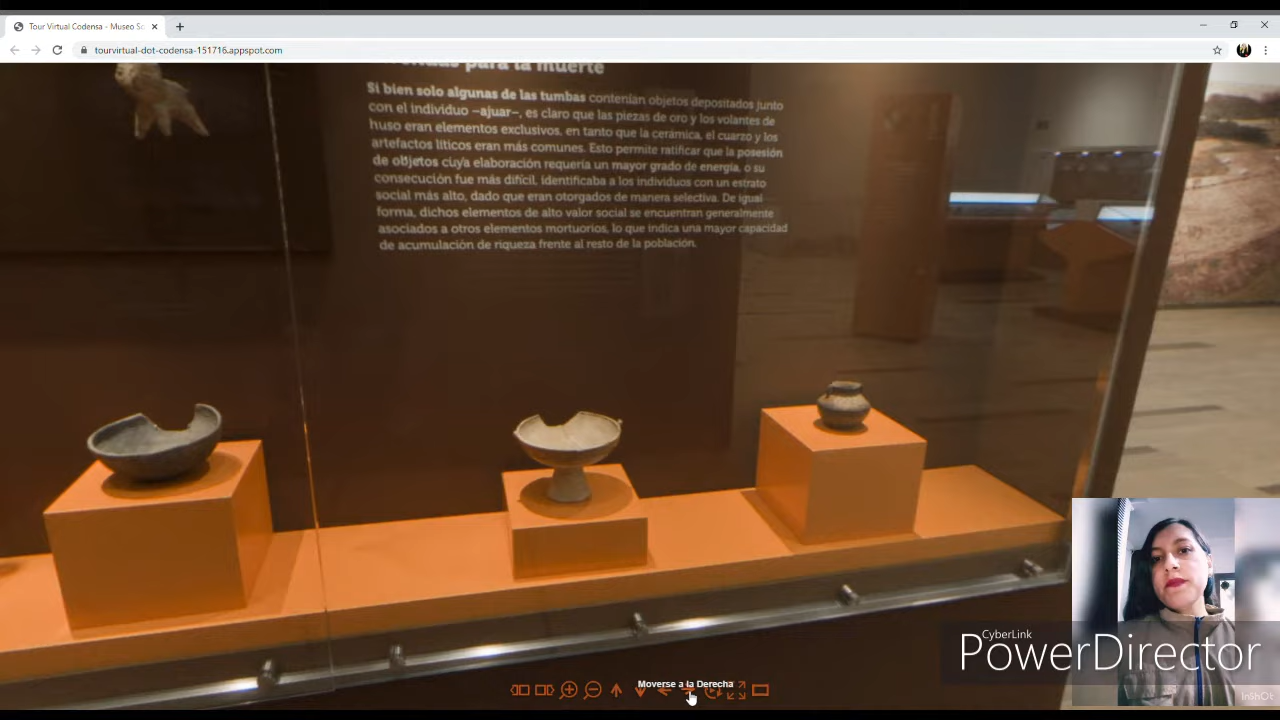 Tour Virtual Codensa - Museo So
tourvirtual-dot-codensa-151716.appspot.com
para la muerte
Si bien solo algunas de las tumbas contenían objetos depositados junto
con el individuo –ajuar–, es claro que las piezas de oro y los volantes de
huso eran elementos exclusivos, en tanto que la cerámica, el cuarzo y los
artefactos líticos eran más comunes. Esto permite ratificar que la posesión
de objetos cuya elaboración requería un mayor grado de energía, o su
consecución fue más difícil, identificaba a los individuos con un estrato
social más alto, dado que eran otorgados de manera selectiva. De igual
forma, dichos elementos de alto valor social se encuentran generalmente
asociados a otros elementos mortuorios, lo que indica una mayor capacidad
de acumulación de riqueza frente al resto de la población.
Moverse a la Derecha
CyberLink
PowerDirector
InShOt